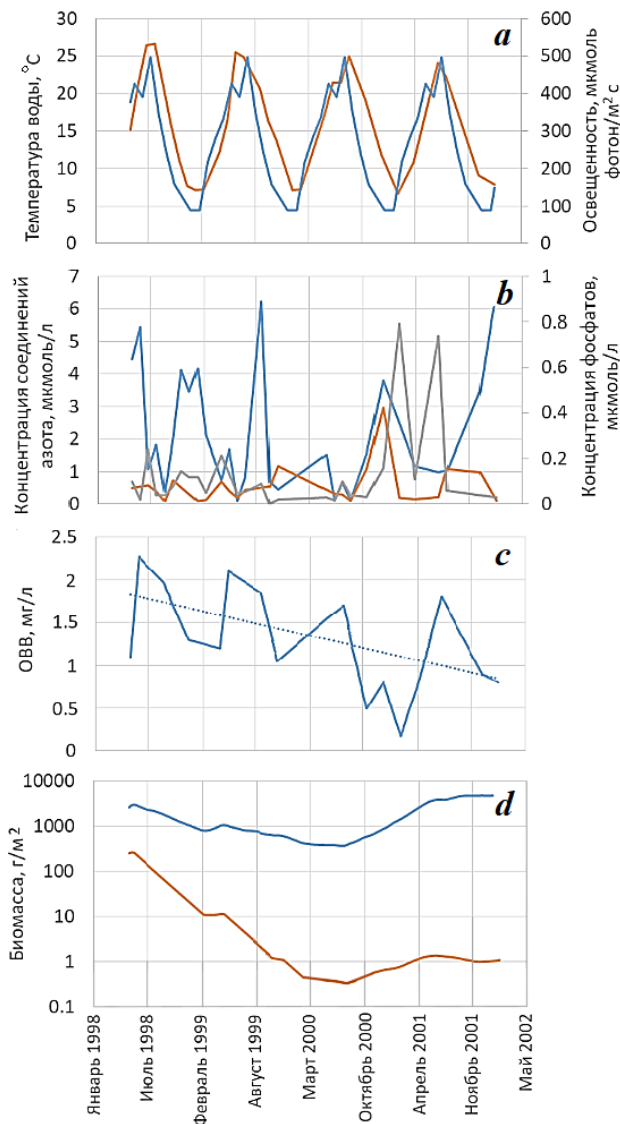 a
30
25
20
15
10
5
0
Температура воды, °С
600
500
400
300
200
100
0
Освещенность, мкмоль
фотон/м² с
b
7
6
5
4
3
2
1
0
Концентрация соединений
азота, мкмоль/л
1
0.8
0.6
0.4
0.2
0
Концентрация фосфатов,
мкмоль/л
c
2.5
2
1.5
1
0.5
0
ОВВ, мг/л
d
10000
1000
100
10
1
0.1
Биомасса, г/м²
Январь 1998
Июль 1998
Февраль 1999
Август 1999
Март 2000
Октябрь 2000
Апрель 2001
Ноябрь 2001
Май 2002